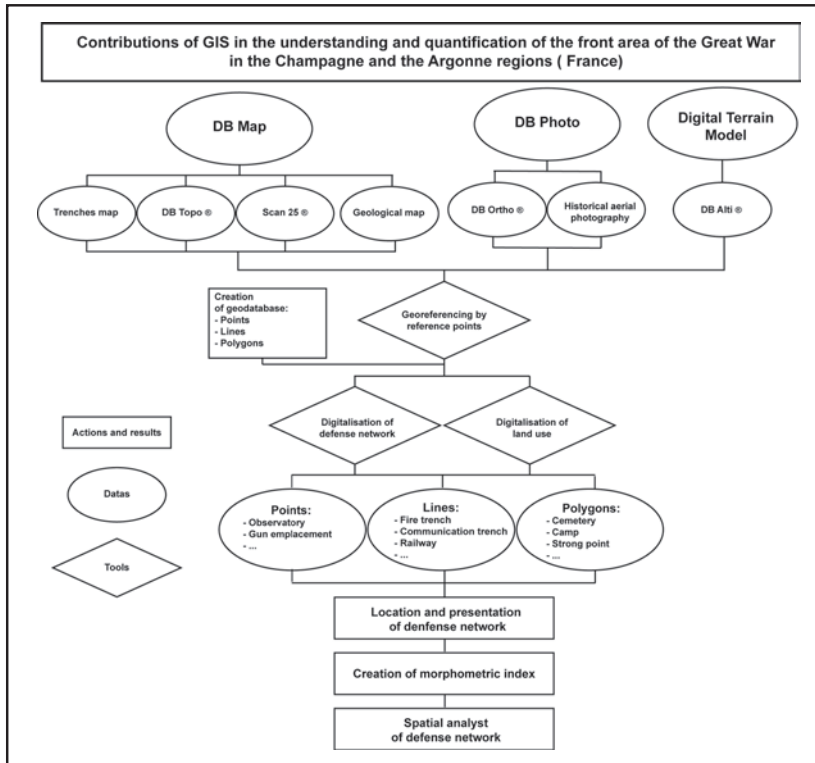 Contributions of GIS in the understanding and quantification of the front area of the Great War
in the Champagne and the Argonne regions ( France)
DB Map
DB Photo
Digital Terrain
Model
Trenches map
DB Topo ®
Scan 25 ®
Geological map
DB Ortho ®
Historical aerial
photography
DB Alti ®
Creation
of geodatabase:
- Points
- Lines
- Polygons
Georeferencing by
reference points
Digitalisation of
defense network
Digitalisation of
land use
Actions and results
Datas
Tools
Points:
- Observatory
- Gun emplacement
- ...
Lines:
- Fire trench
- Communication trench
- Railway
- ...
Polygons:
- Cemetery
- Camp
- Strong point
- ...
Location and presentation
of denfense network
Creation of morphometric index
Spatial analyst
of defense network